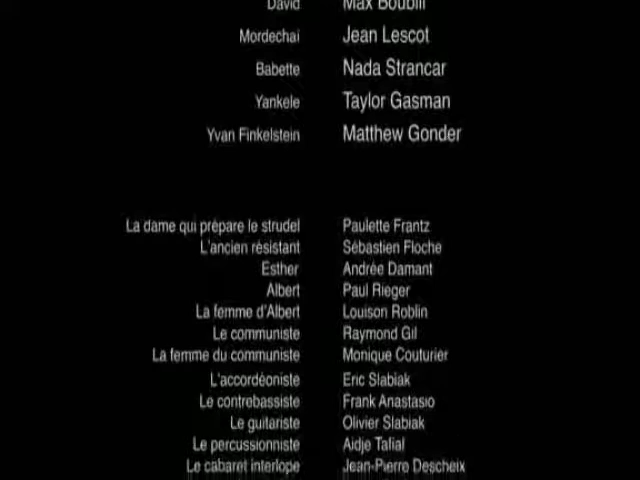 David Max Boublil
Mordechai Jean Lescot
Babette Nada Strancar
Yankele Taylor Gasman
Yvan Finkelstein Matthew Gonder
La dame qui prépare le strudel Paulette Frantz
L'ancien résistant Sébastien Floche
Esther Andrée Damant
Albert Paul Rieger
La femme d'Albert Louison Roblin
Le communiste Raymond Gil
La femme du communiste Monique Couturier
L'accordéoniste Eric Slabiak
Le contrebassiste Frank Anastasio
Le guitariste Olivier Slabiak
Le percussionniste Aidje Tafial
Le cabaret interlope Jean-Pierre Descheix